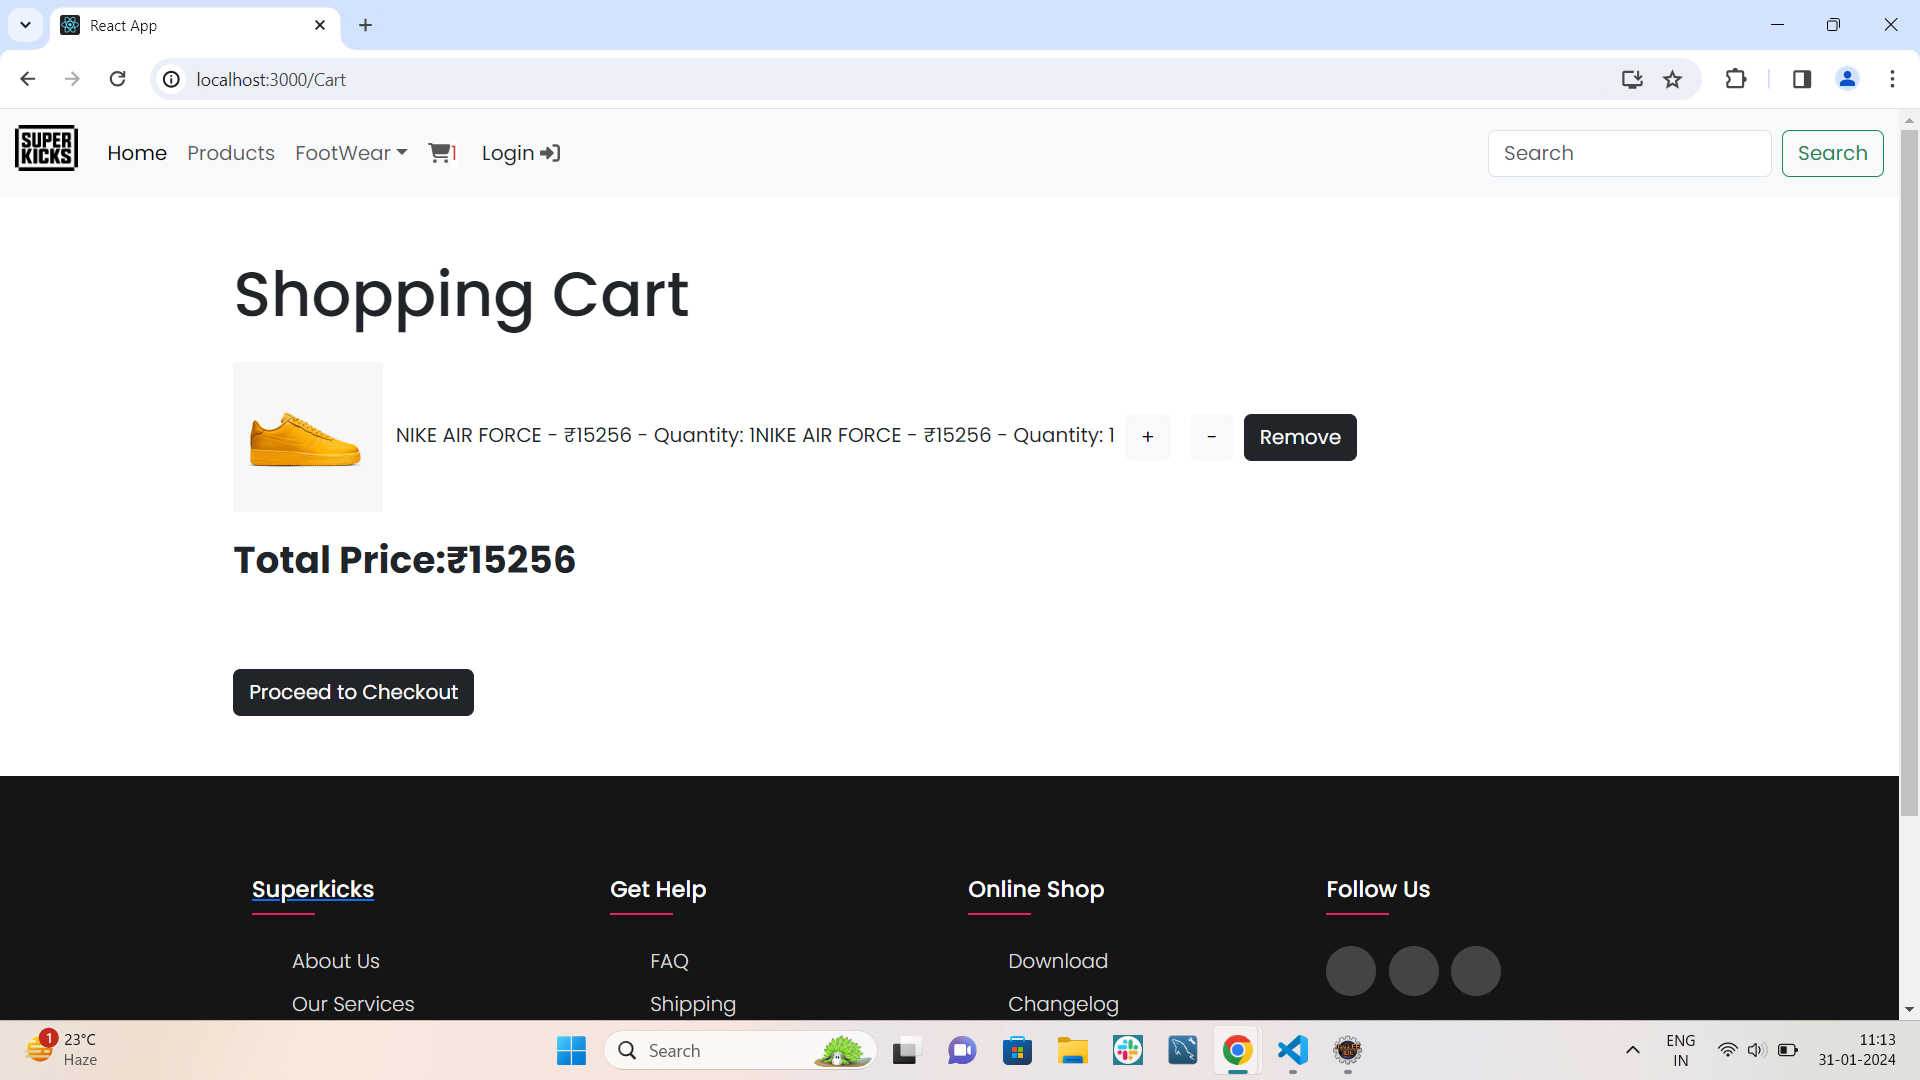 React App
localhost:3000/Cart
SUPER
KICKS
Home Products FootWear 1 Login Search Search
Shopping Cart
NIKE AIR FORCE - ₹15256 - Quantity: 1NIKE AIR FORCE - ₹15256 - Quantity: 1 + - Remove
Total Price:₹15256
Proceed to Checkout
Superkicks Get Help Online Shop Follow Us
About Us FAQ Download
Our Services Shipping Changelog
1 23°C
Haze
Search
ENG
IN
11:13
31-01-2024